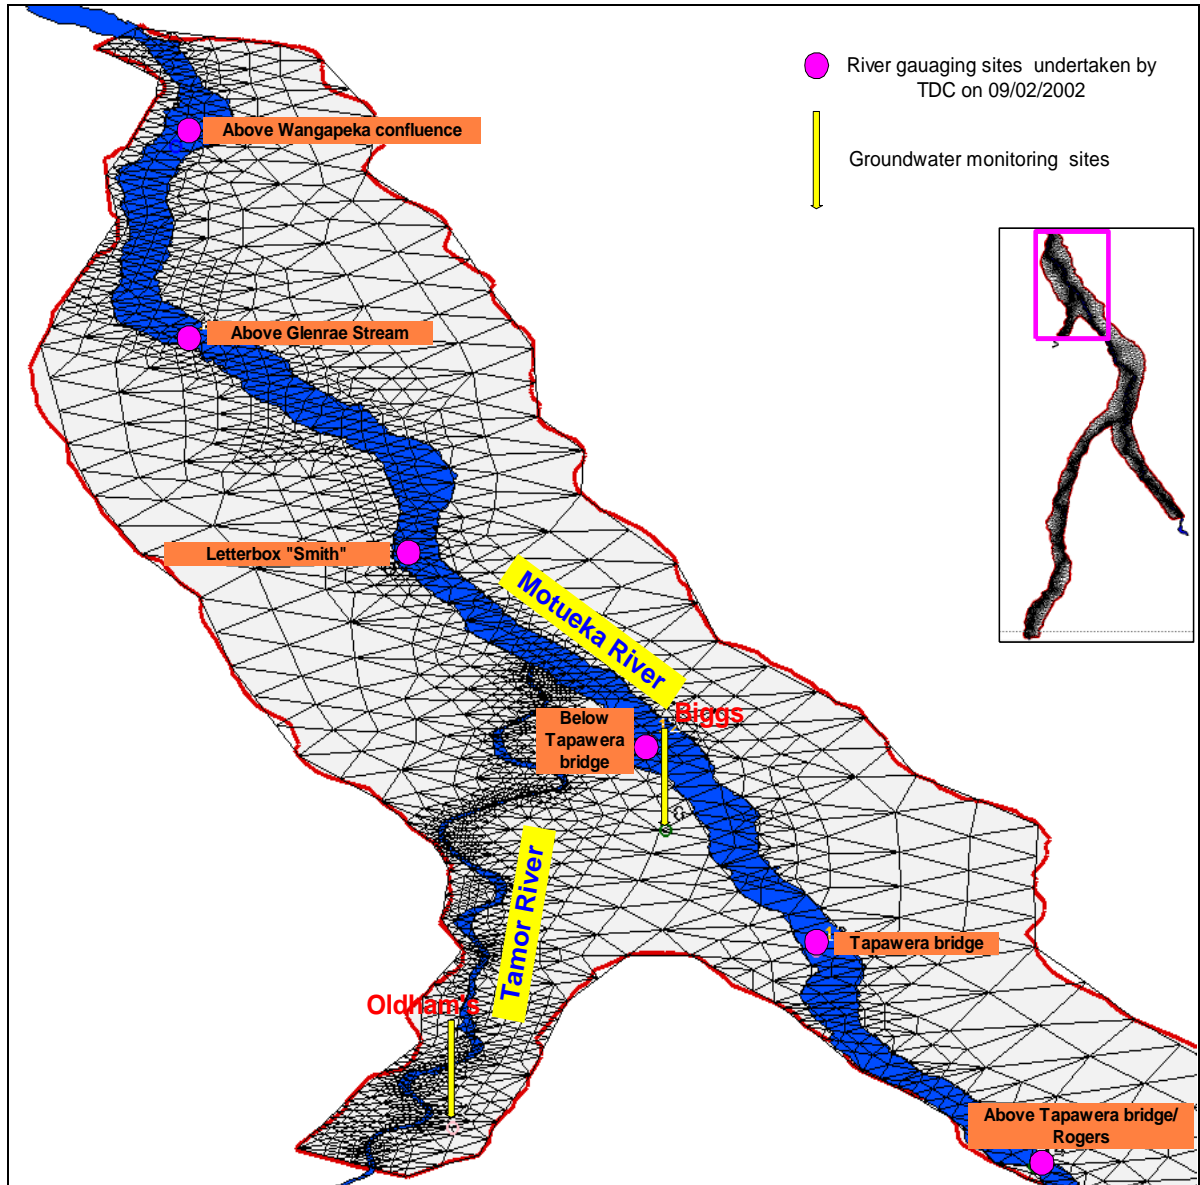 River gauaging sites undertaken by
TDC on 09/02/2002
Above Wangapeka confluence
Groundwater monitoring sites
Above Glenrae Stream
Letterbox "Smith"
Motueka River
Biggs
Below
Tapawera
bridge
Tamor River
Tapawera bridge
Oldham's
Above Tapawera bridge/
Rogers